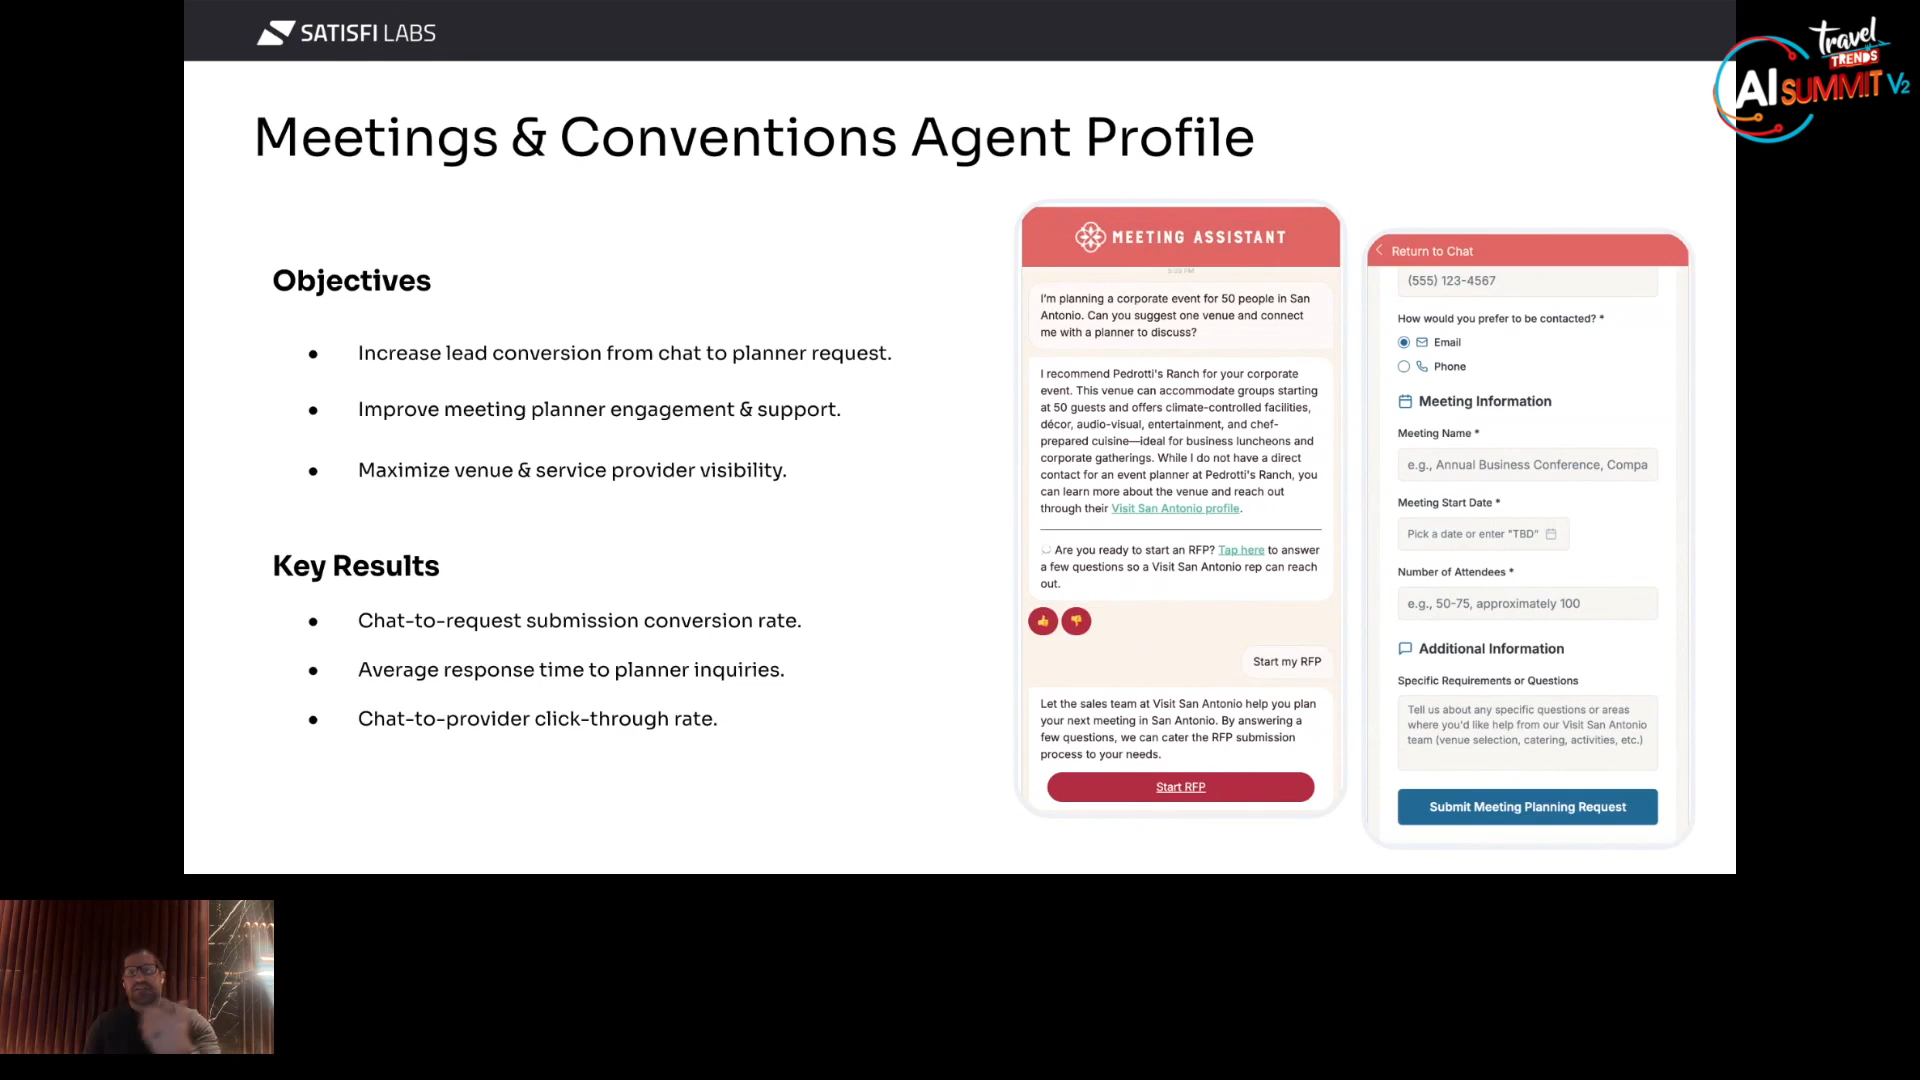 SATISFI LABS
travel
TRENDS
AI SUMMIT V2
Meetings & Conventions Agent Profile
Objectives
● Increase lead conversion from chat to planner request.
● Improve meeting planner engagement & support.
● Maximize venue & service provider visibility.
Key Results
● Chat-to-request submission conversion rate.
● Average response time to planner inquiries.
● Chat-to-provider click-through rate.
MEETING ASSISTANT
I'm planning a corporate event for 50 people in San
Antonio. Can you suggest one venue and connect
me with a planner to discuss?
I recommend Pedrotti's Ranch for your corporate
event. This venue can accommodate groups starting
at 50 guests and offers climate-controlled facilities,
décor, audio-visual, entertainment, and chef-
prepared cuisine—ideal for business luncheons and
corporate gatherings. While I do not have a direct
contact for an event planner at Pedrotti's Ranch, you
can learn more about the venue and reach out
through their Visit San Antonio profile.
Are you ready to start an RFP? Tap here to answer
a few questions so a Visit San Antonio rep can reach
out.
Start my RFP
Let the sales team at Visit San Antonio help you plan
your next meeting in San Antonio. By answering a
few questions, we can cater the RFP submission
process to your needs.
Start RFP
Return to Chat
(555) 123-4567
How would you prefer to be contacted? *
Email
Phone
Meeting Information
Meeting Name *
e.g., Annual Business Conference, Compa
Meeting Start Date *
Pick a date or enter "TBD"
Number of Attendees *
e.g., 50-75, approximately 100
Additional Information
Specific Requirements or Questions
Tell us about any specific questions or areas
where you'd like help from our Visit San Antonio
team (venue selection, catering, activities, etc.)
Submit Meeting Planning Request